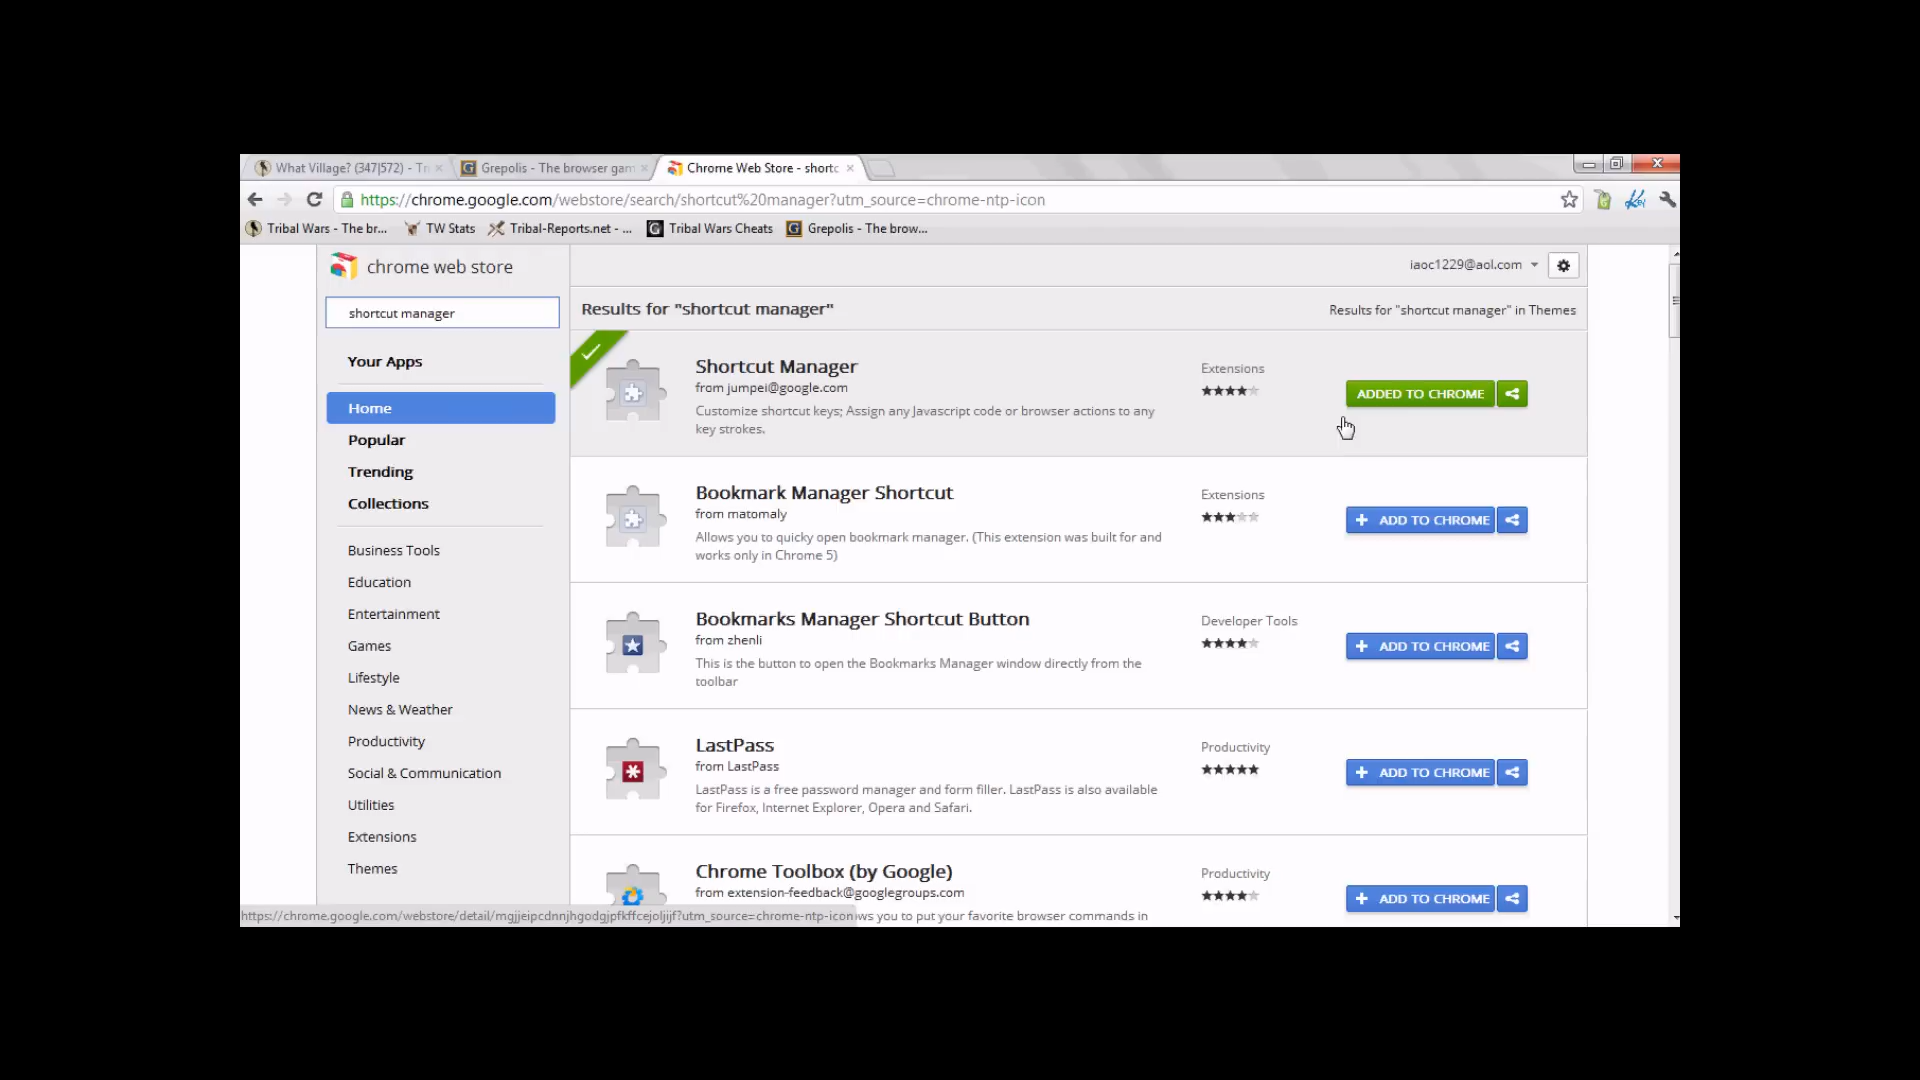 What Village? (347|572) - Tr
Grepolis - The browser gam
Chrome Web Store - shortc
https://chrome.google.com/webstore/search/shortcut%20manager?utm_source=chrome-ntp-icon
Tribal Wars - The br...
TW Stats
Tribal-Reports.net - ...
Tribal Wars Cheats
Grepolis - The brow...
chrome web store
iaoc1229@aol.com
shortcut manager
Results for "shortcut manager"
Results for "shortcut manager" in Themes
Your Apps
Home
Popular
Trending
Collections
Business Tools
Education
Entertainment
Games
Lifestyle
News & Weather
Productivity
Social & Communication
Utilities
Extensions
Themes
Shortcut Manager
from jumpei@google.com
Customize shortcut keys; Assign any Javascript code or browser actions to any
key strokes.
Extensions
ADDED TO CHROME
Bookmark Manager Shortcut
from matomaly
Allows you to quicky open bookmark manager. (This extension was built for and
works only in Chrome 5)
Extensions
ADD TO CHROME
Bookmarks Manager Shortcut Button
from zhenli
This is the button to open the Bookmarks Manager window directly from the
toolbar
Developer Tools
ADD TO CHROME
LastPass
from LastPass
LastPass is a free password manager and form filler. LastPass is also available
for Firefox, Internet Explorer, Opera and Safari.
Productivity
ADD TO CHROME
Chrome Toolbox (by Google)
from extension-feedback@googlegroups.com
ws you to put your favorite browser commands in
Productivity
ADD TO CHROME
https://chrome.google.com/webstore/detail/mgjjeipcdnnjhgodgjpfkffcejoljijf?utm_source=chrome-ntp-icon